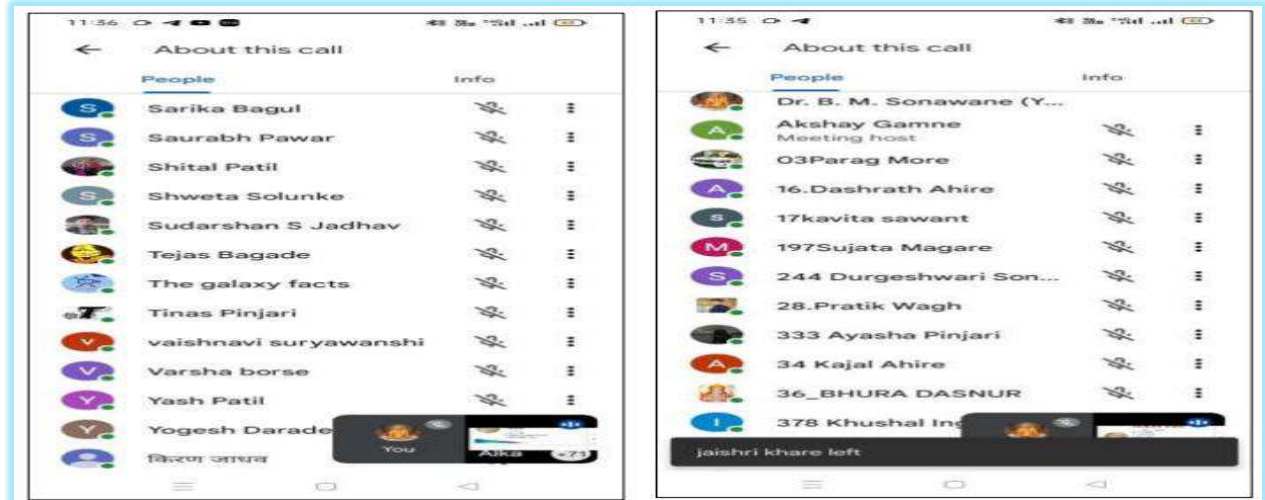 11:36
About this call
People Info
Sarika Bagul
Saurabh Pawar
Shital Patil
Shweta Solunke
Sudarshan S Jadhav
Tejas Bagade
The galaxy facts
Tinas Pinjari
vaishnavi suryawanshi
Varsha borse
Yash Patil
Yogesh Darade
किरण जाधव
You
Alka
+71
11:35
About this call
People Info
Dr. B. M. Sonawane (Y...
Akshay Gamne
Meeting host
03Parag More
16.Dashrath Ahire
17kavita sawant
197Sujata Magare
244 Durgeshwari Son...
28.Pratik Wagh
333 Ayasha Pinjari
34 Kajal Ahire
36_BHURA DASNUR
378 Khushal
jaishri khare left